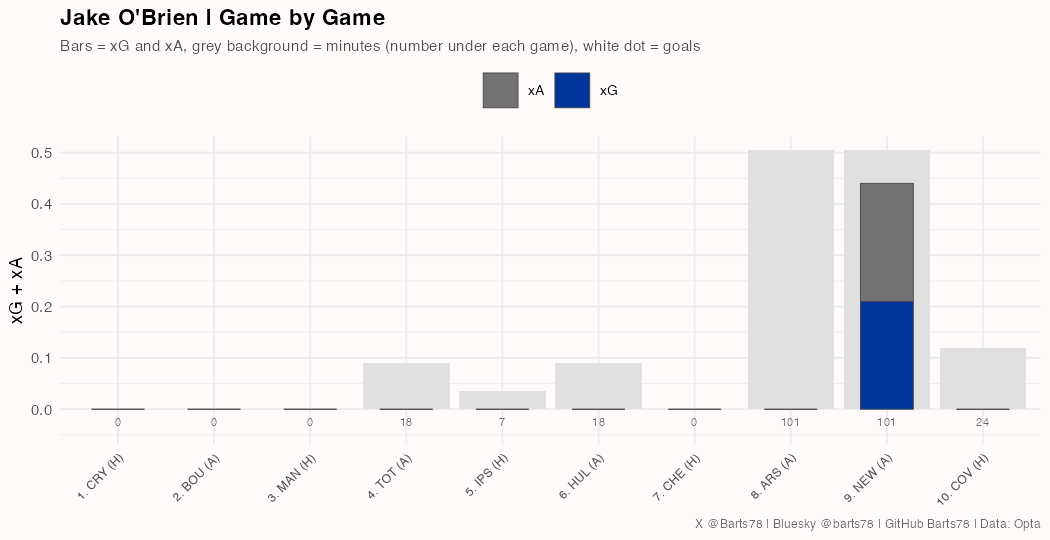 Jake O'Brien | Game by Game
Bars = xG and xA, grey background = minutes (number under each game), white dot = goals
xA xG
xG + xA
0.5
0.4
0.3
0.2
0.1
0.0
0 0 0 18 7 18 0 101 101 24
1. CRY (H) 2. BOU (A) 3. MAN (H) 4. TOT (A) 5. IPS (H) 6. HUL (A) 7. CHE (H) 8. ARS (A) 9. NEW (A) 10. COV (H)
X @Barts78 | Bluesky @barts78 | GitHub Barts78 | Data: Opta